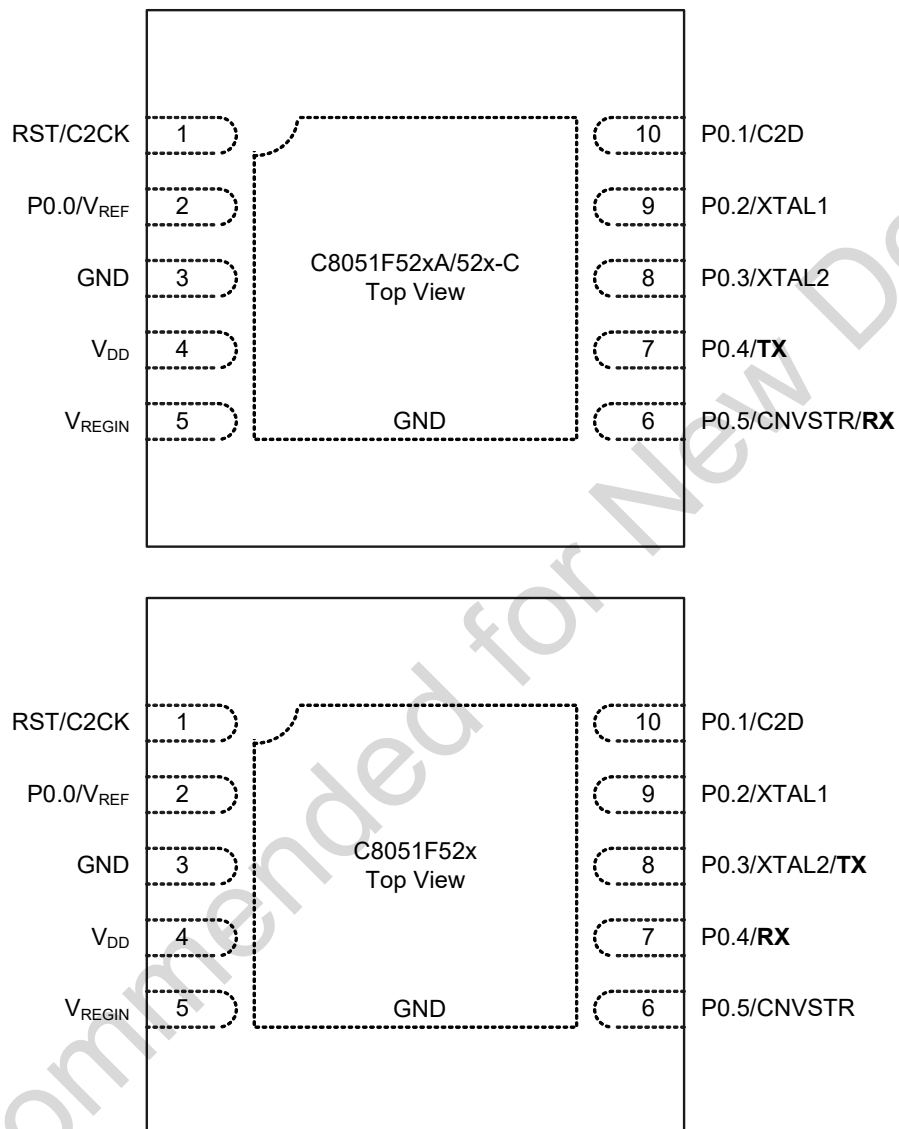 RST/C2CK 1 10 P0.1/C2D
P0.0/VREF 2 9 P0.2/XTAL1
C8051F52xA/52x-C
GND 3 8 P0.3/XTAL2
Top View
VDD 4 7 P0.4/TX
VREGIN 5 GND 6 P0.5/CNVSTR/RX
RST/C2CK 1 10 P0.1/C2D
P0.0/VREF 2 9 P0.2/XTAL1
C8051F52x
GND 3 8 P0.3/XTAL2/TX
Top View
VDD 4 7 P0.4/RX
VREGIN 5 GND 6 P0.5/CNVSTR
ommended for New De